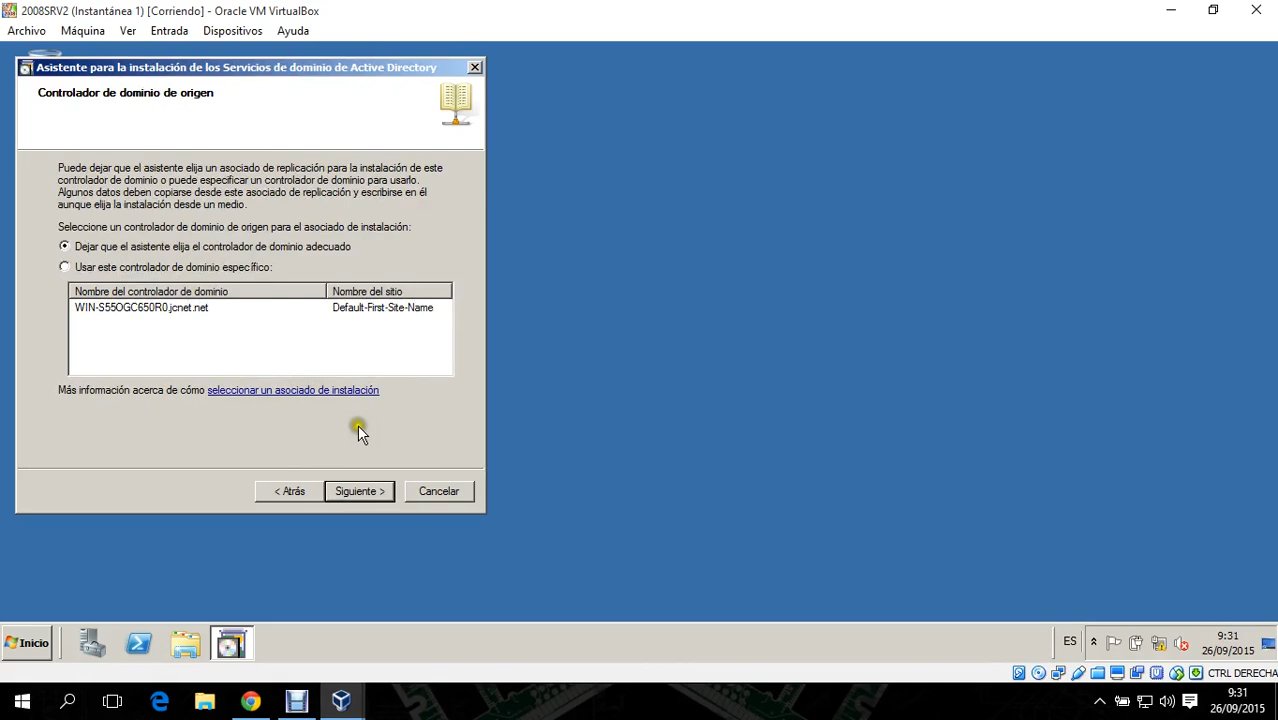 2008SRV2 (Instantánea 1) [Corriendo] - Oracle VM VirtualBox
Archivo Máquina Ver Entrada Dispositivos Ayuda
Asistente para la instalación de los Servicios de dominio de Active Directory
Controlador de dominio de origen
Puede dejar que el asistente elija un asociado de replicación para la instalación de este
controlador de dominio o puede especificar un controlador de dominio para usarlo.
Algunos datos deben copiarse desde este asociado de replicación y escribirse en él
aunque elija la instalación desde un medio.
Seleccione un controlador de dominio de origen para el asociado de instalación:
Dejar que el asistente elija el controlador de dominio adecuado
Usar este controlador de dominio específico:
Nombre del controlador de dominio Nombre del sitio
WIN-S55OGC650R0.jcnet.net Default-First-Site-Name
Más información acerca de cómo seleccionar un asociado de instalación
< Atrás Siguiente > Cancelar
Inicio ES 9:31
26/09/2015
CTRL DERECHA
9:31
26/09/2015